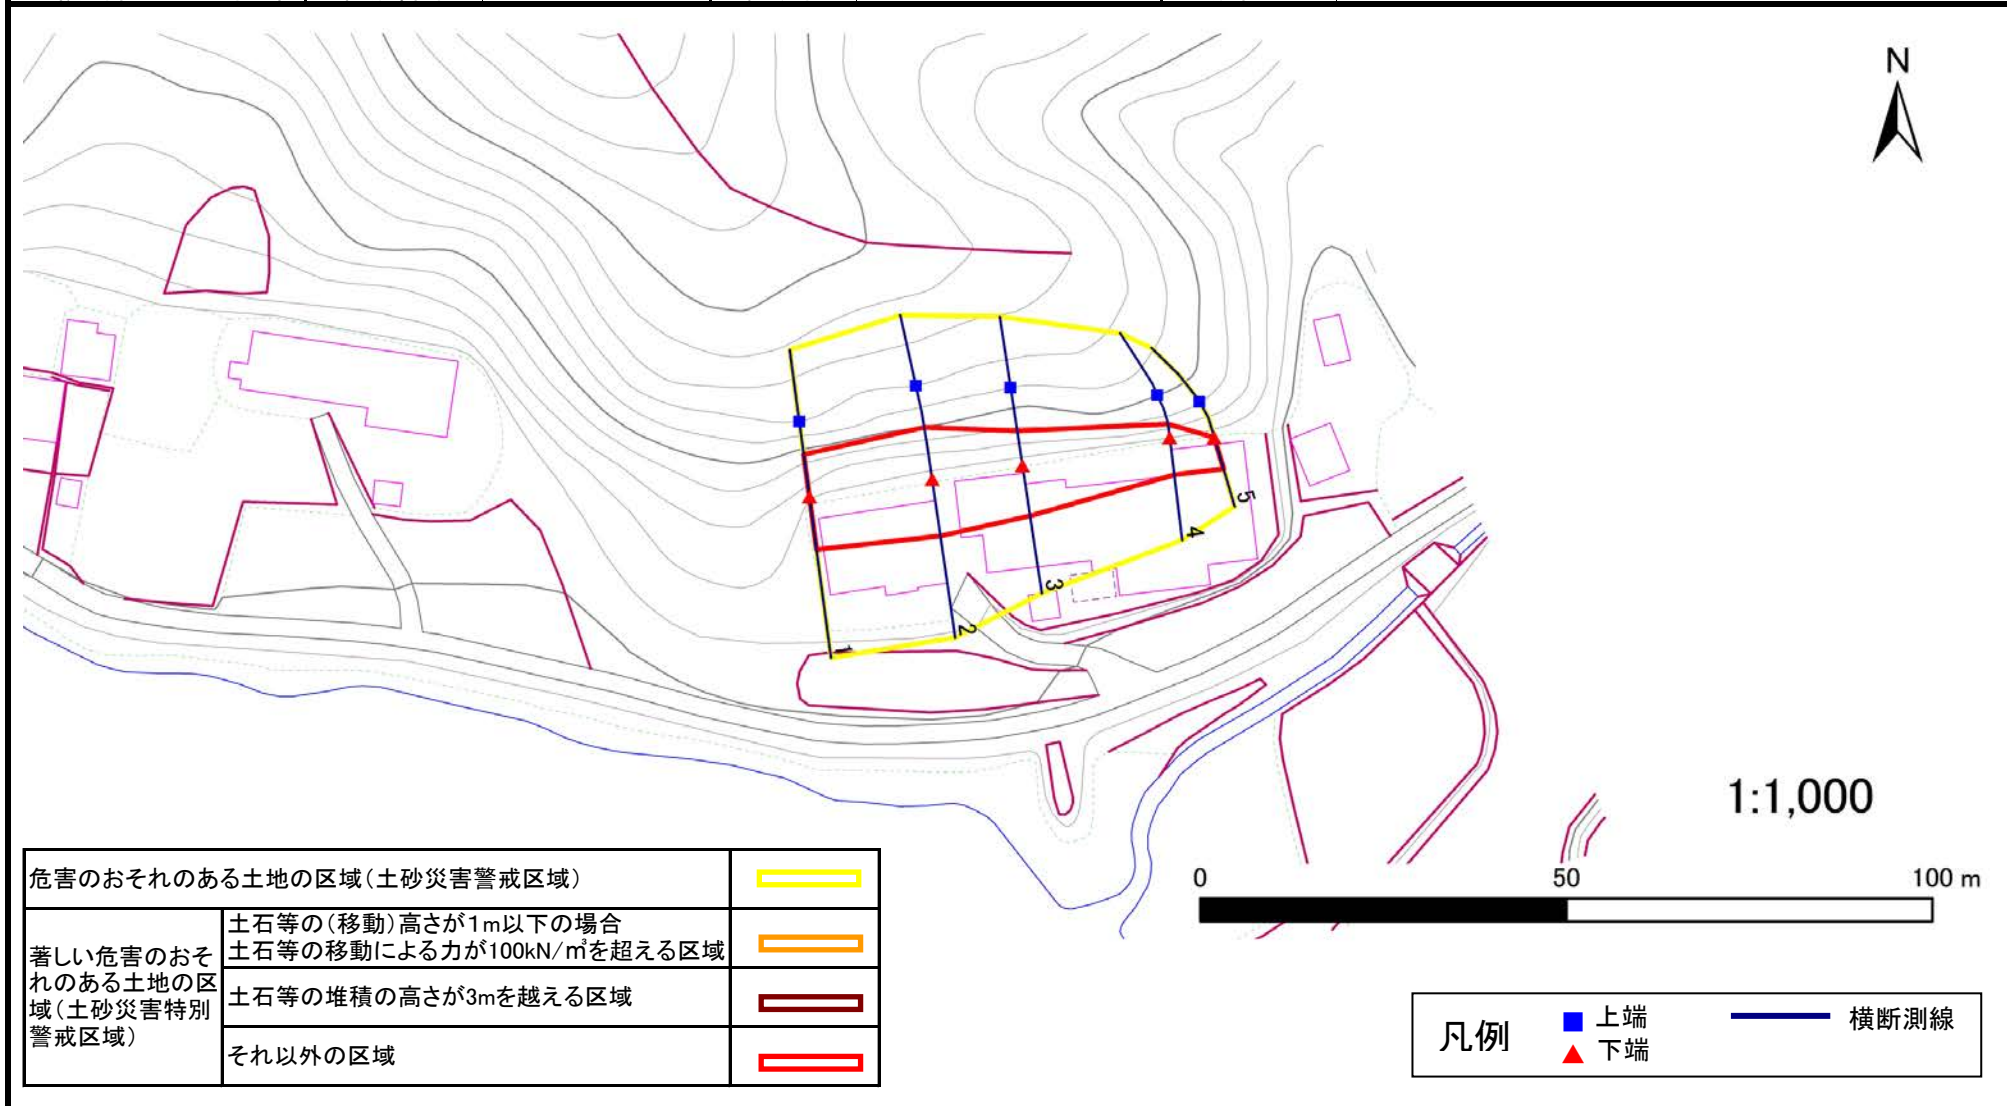 N
1
2
3
4
5
1:1,000
0 50 100 m
危害のおそれのある土地の区域(土砂災害警戒区域)
著しい危害のおそ
れのある土地の区
域(土砂災害特別
警戒区域)
土石等の(移動)高さが1m以下の場合
土石等の移動による力が100kN/㎡を超える区域
土石等の堆積の高さが3mを越える区域
それ以外の区域
凡例
上端
下端
横断測線